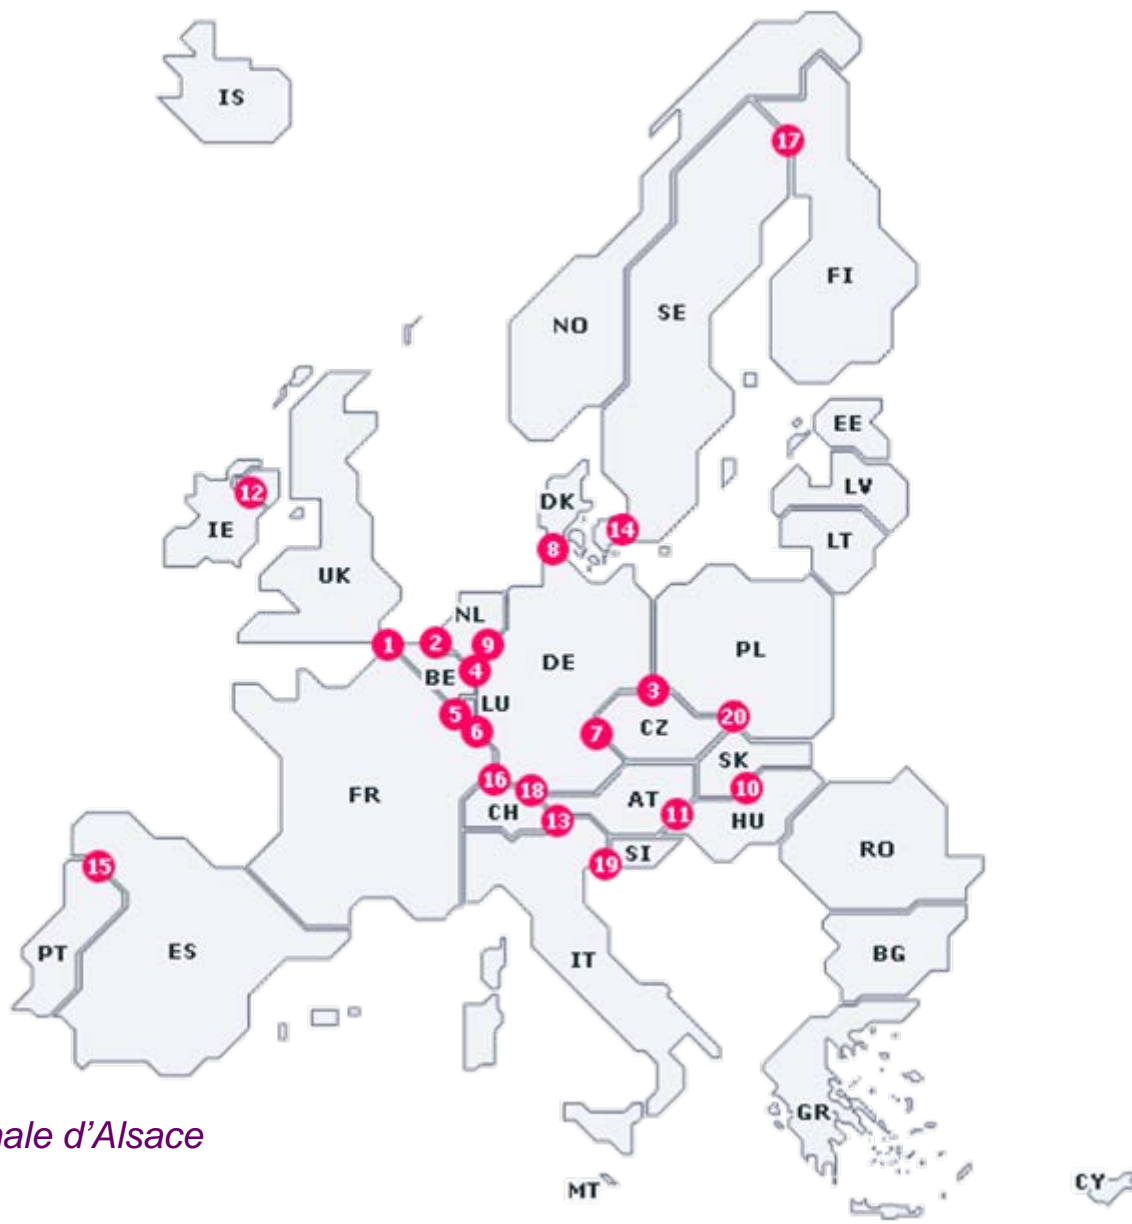 IS
17
FI
SE
NO
EE
LV
12
DK
IE
14
LT
8
UK
NL
1
2
9
PL
DE
4
BE
3
LU
5
20
CZ
6
7
SK
16
10
18
FR
AT
CH
11
13
HU
RO
SI
19
15
PT
ES
BG
IT
GR
nale d'Alsace
CY
MT